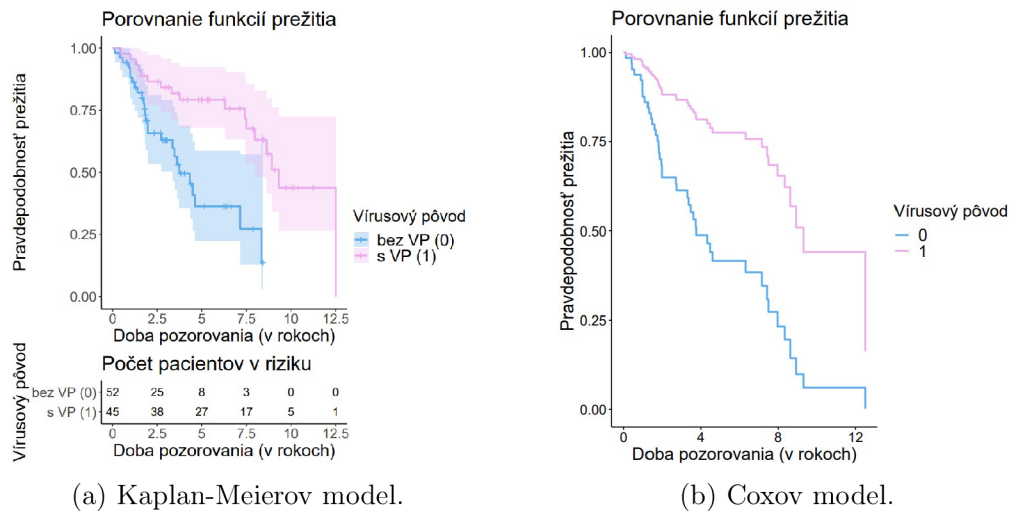 Porovnanie funkcií prežitia
Pravdepodobnosť prežitia
1.00
0.75
0.50
0.25
0.00
0
2.5
5
7.5
10
12.5
Doba pozorovania (v rokoch)
Vírusový pôvod
bez VP (0)
s VP (1)
Počet pacientov v riziku
Vírusový pôvod
bez VP (0) 52 25 8 3 0 0
s VP (1) 45 38 27 17 5 1
0 2.5 5 7.5 10 12.5
Doba pozorovania (v rokoch)
(a) Kaplan-Meierov model.
Porovnanie funkcií prežitia
Pravdepodobnosť prežitia
1.00
0.75
0.50
0.25
0.00
0 4 8 12
Doba pozorovania (v rokoch)
Vírusový pôvod
0
1
(b) Coxov model.